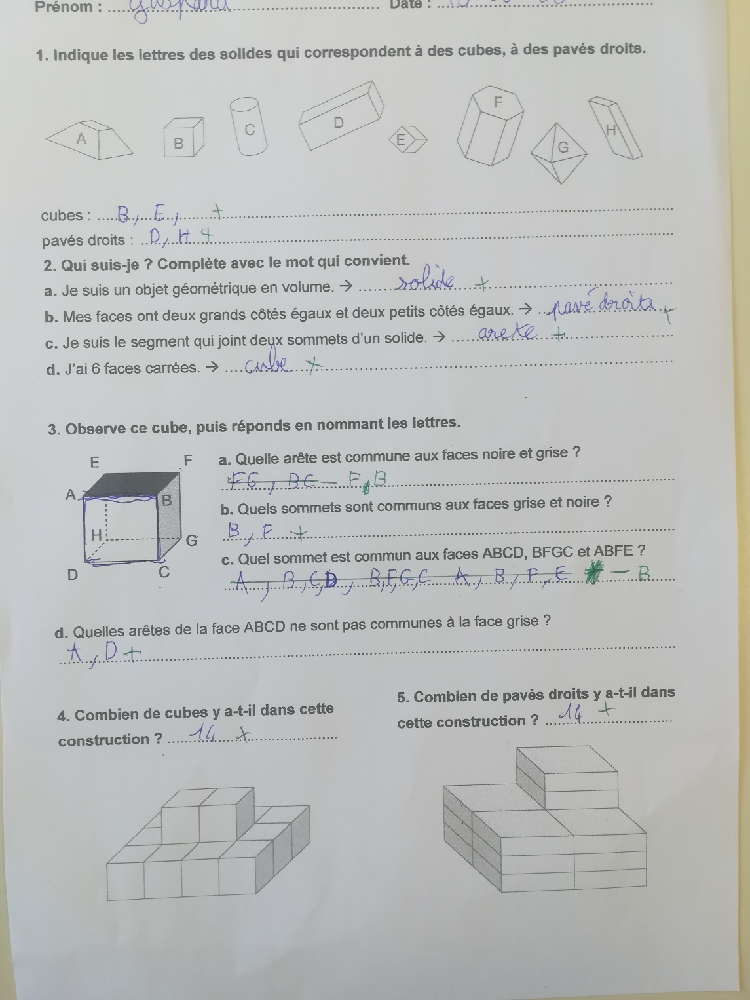 Prénom : Gaspard Date :
1. Indique les lettres des solides qui correspondent à des cubes, à des pavés droits.
A B C D E F G H
cubes : B, E, +
pavés droits : D, H +
2. Qui suis-je ? Complète avec le mot qui convient.
a. Je suis un objet géométrique en volume. → solide +
b. Mes faces ont deux grands côtés égaux et deux petits côtés égaux. → pavé droits +
c. Je suis le segment qui joint deux sommets d'un solide. → arete +
d. J'ai 6 faces carrées. → cube +
3. Observe ce cube, puis réponds en nommant les lettres.
E F
A B
H G
D C
a. Quelle arête est commune aux faces noire et grise ?
FG, BC – F B
b. Quels sommets sont communs aux faces grise et noire ?
B, F +
c. Quel sommet est commun aux faces ABCD, BFGC et ABFE ?
A, B, C, D, B, F, G, C A, B, F, E – B
d. Quelles arêtes de la face ABCD ne sont pas communes à la face grise ?
A, D +
4. Combien de cubes y a-t-il dans cette
construction ? 14 +
5. Combien de pavés droits y a-t-il dans
cette construction ? 14 +